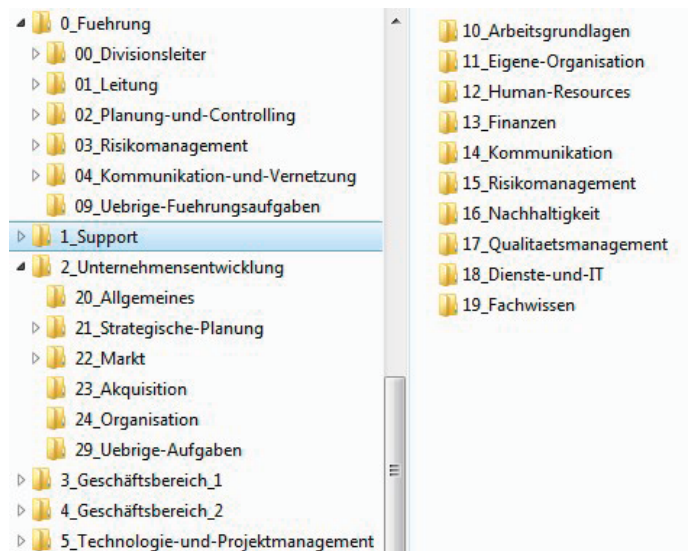 0_Fuehrung
00_Divisionsleiter
01_Leitung
02_Planung-und-Controlling
03_Risikomanagement
04_Kommunikation-und-Vernetzung
09_Uebrige-Fuehrungsaufgaben
1_Support
2_Unternehmensentwicklung
20_Allgemeines
21_Strategische-Planung
22_Markt
23_Akquisition
24_Organisation
29_Uebrige-Aufgaben
3_Geschäftsbereich_1
4_Geschäftsbereich_2
5_Technologie-und-Projektmanagement
10_Arbeitsgrundlagen
11_Eigene-Organisation
12_Human-Resources
13_Finanzen
14_Kommunikation
15_Risikomanagement
16_Nachhaltigkeit
17_Qualitaetsmanagement
18_Dienste-und-IT
19_Fachwissen